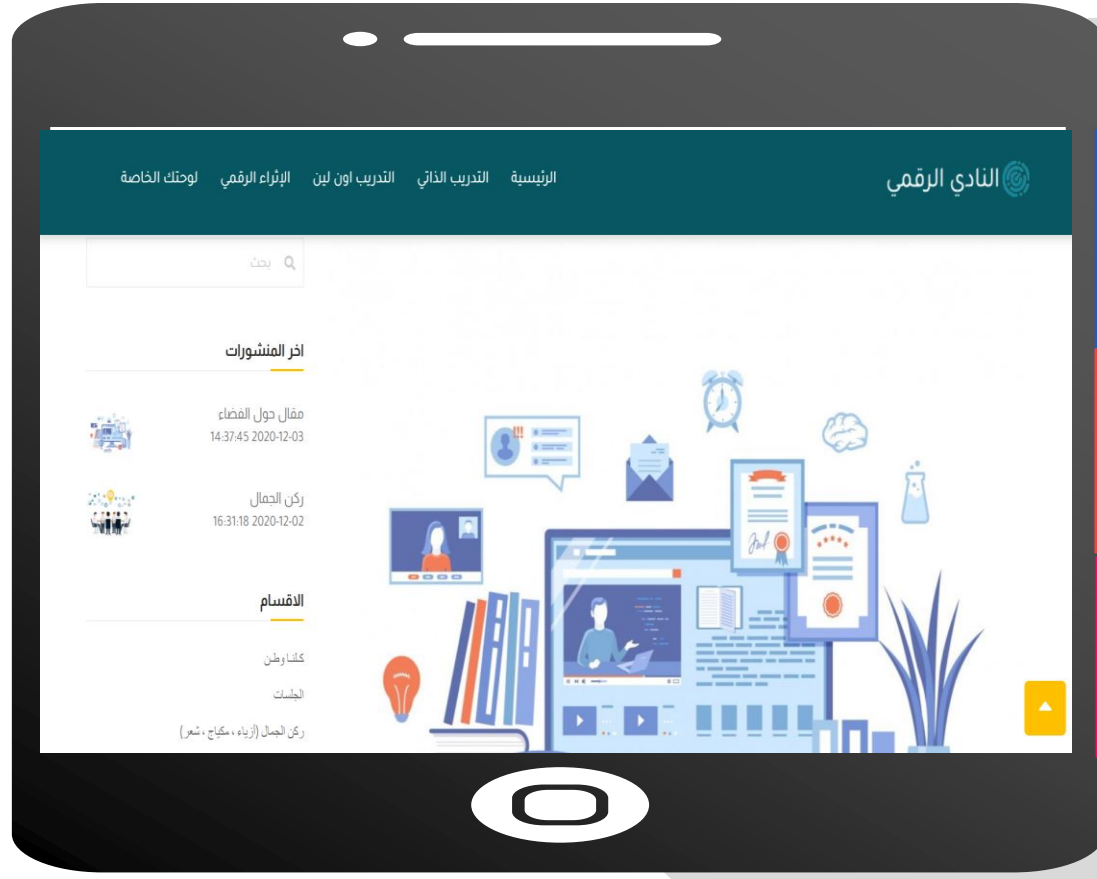 النادي الرقمي
الرئيسية التدريب الذاتي التدريب اون لين الإثراء الرقمي لوحتك الخاصة
بحث
اخر المنشورات
مقال حول الفضاء
14:37:45 2020-12-03
ركن الجمال
16:31:18 2020-12-02
الاقسام
كلنا وطن
الجلسات
ركن الجمال (أزياء ، مكياج ، شعر)